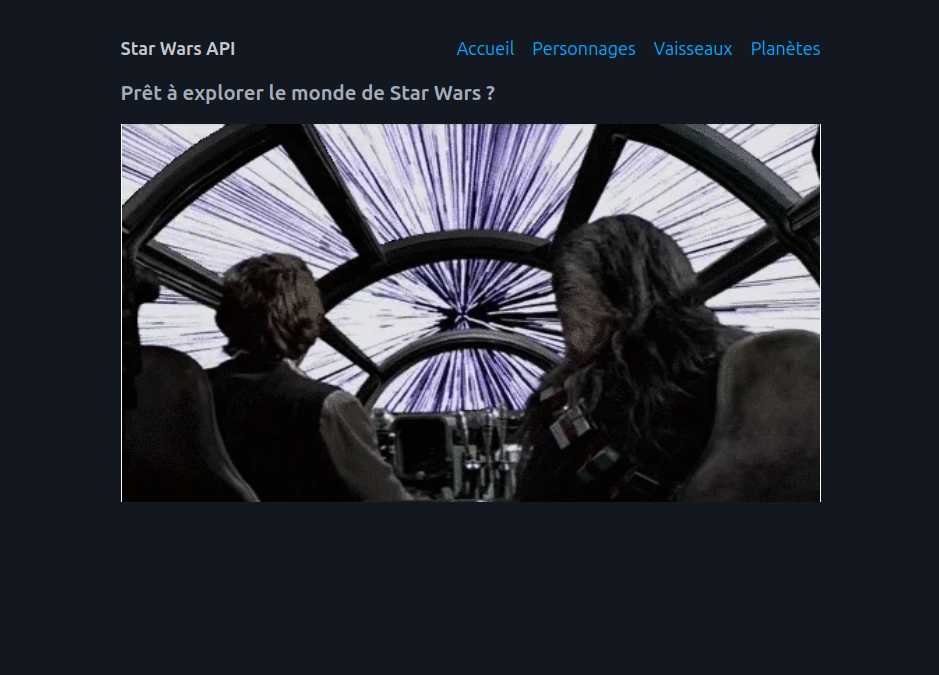 Star Wars API Accueil Personnages Vaisseaux Planètes
Prêt à explorer le monde de Star Wars ?